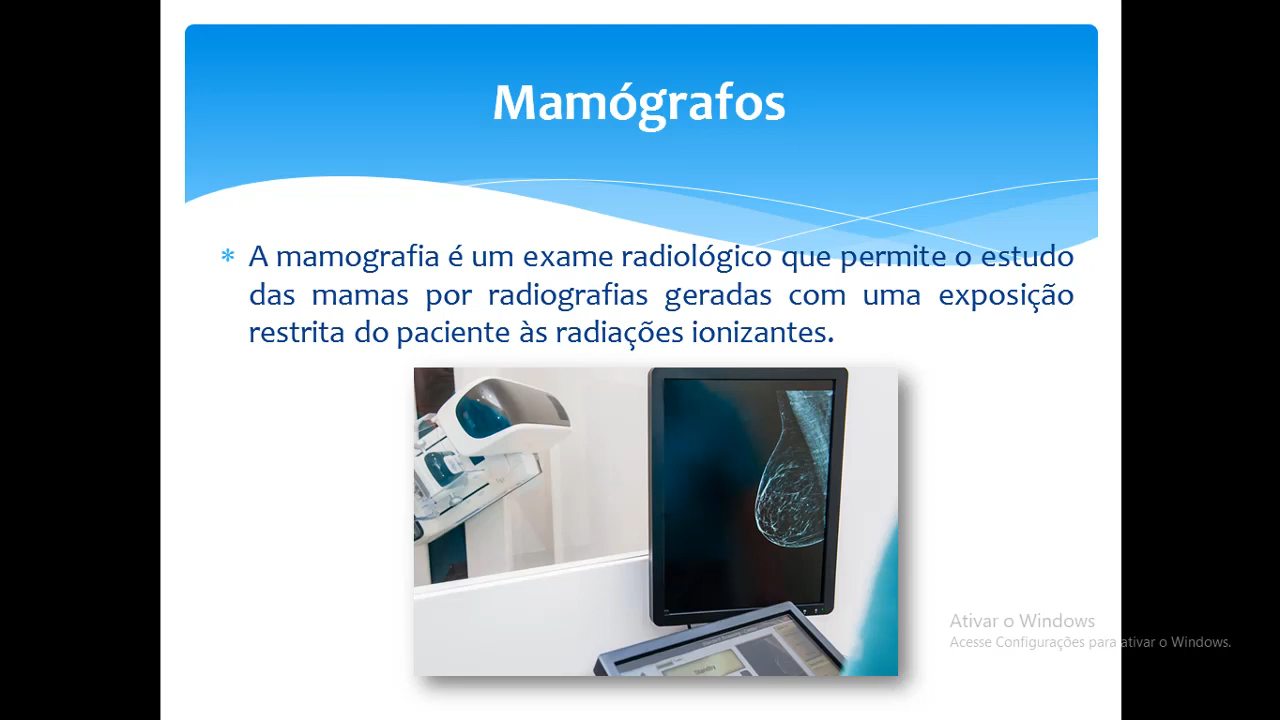 Mamógrafos
* A mamografia é um exame radiológico que permite o estudo
das mamas por radiografias geradas com uma exposição
restrita do paciente às radiações ionizantes.
Standby
Ativar o Windows
Acesse Configurações para ativar o Windows.